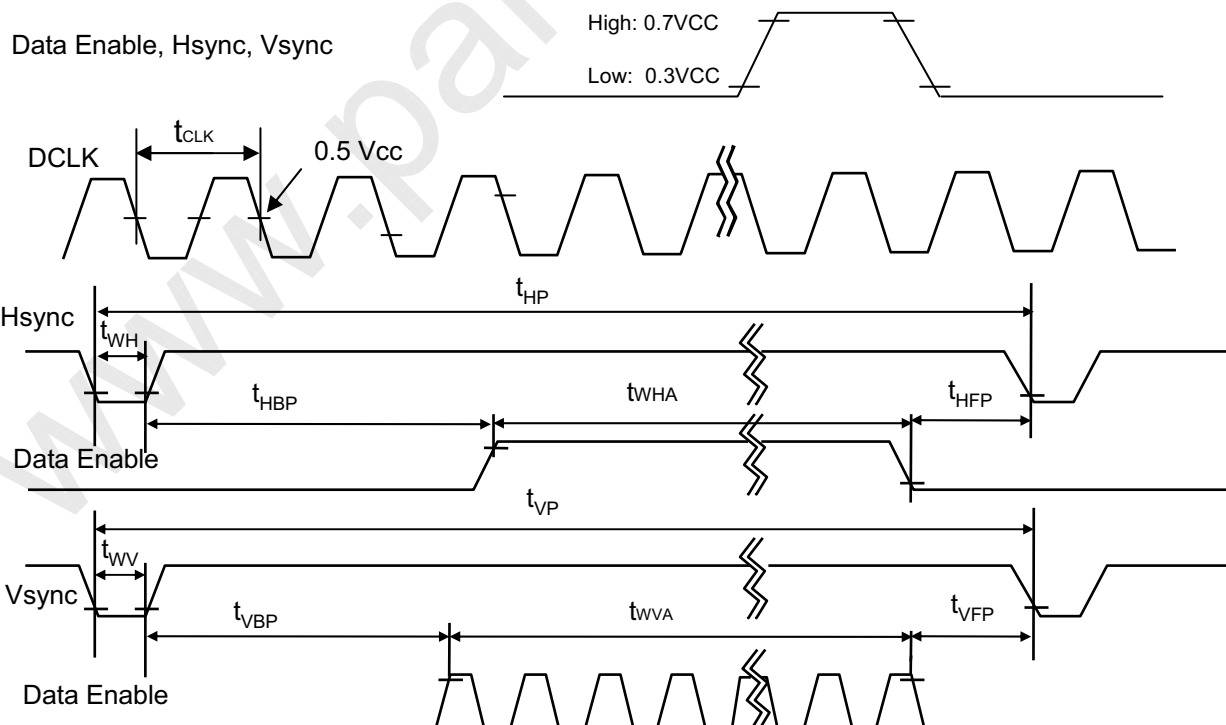 High: 0.7VCC
Data Enable, Hsync, Vsync
Low: 0.3VCC
tCLK
DCLK
0.5 Vcc
tHP
Hsync
tWH
tHBP
tWHA
tHFP
Data Enable
tVP
tWV
Vsync
tVBP
tWVA
tVFP
Data Enable